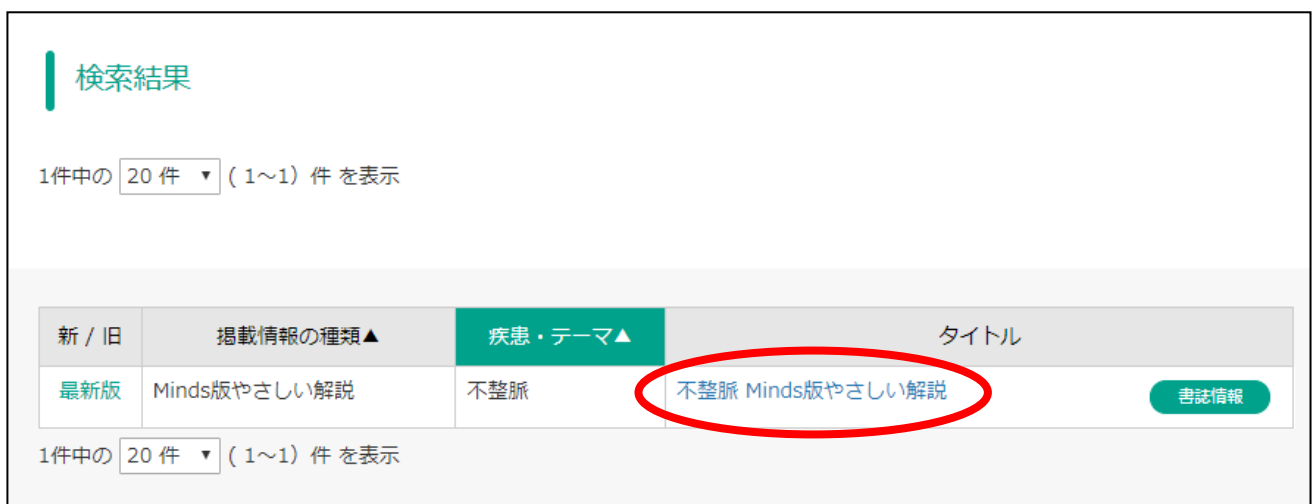 検索結果
1件中の 20 件 ▼ ( 1～1）件 を表示
新 / 旧 掲載情報の種類▲ 疾患・テーマ▲ タイトル
最新版 Minds版やさしい解説 不整脈 不整脈 Minds版やさしい解説 書誌情報
1件中の 20 件 ▼ ( 1～1）件 を表示